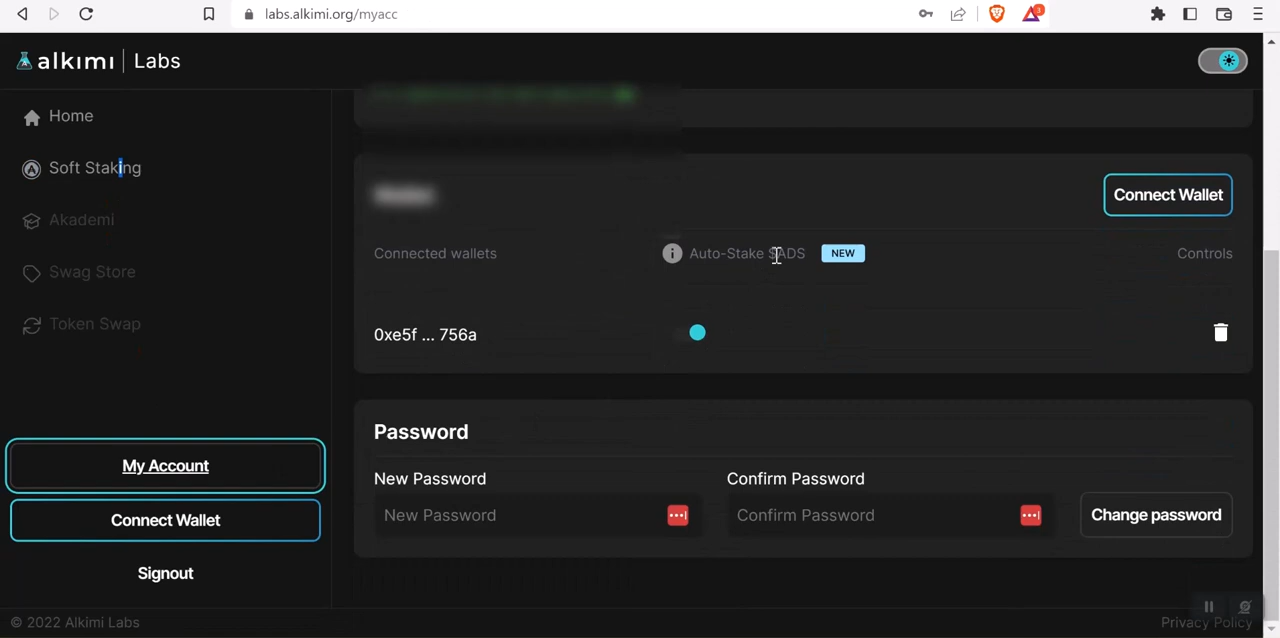 labs.alkimi.org/myacc
3
alkimi | Labs
Home
Soft Staking
Akademi
Swag Store
Token Swap
My Account
Connect Wallet
Signout
© 2022 Alkimi Labs
Connect Wallet
Connected wallets
Auto-Stake $ADS NEW
Controls
0xe5f ... 756a
Password
New Password
Confirm Password
New Password
Confirm Password
Change password
Privacy Policy